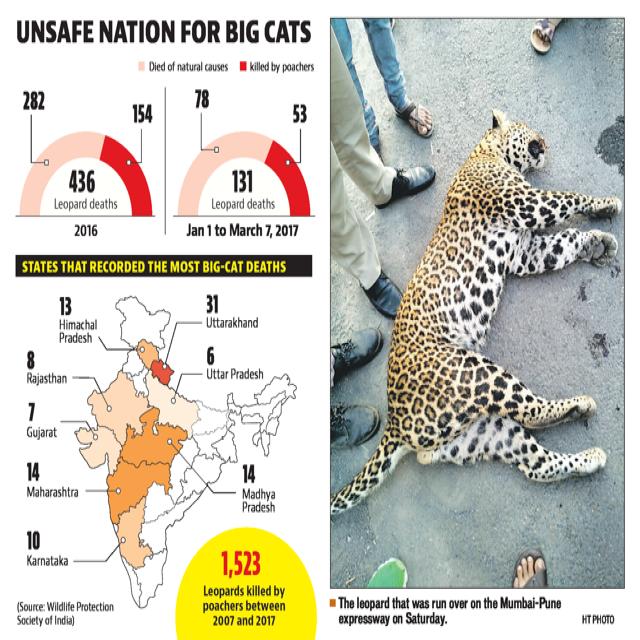 UNSAFE NATION FOR BIG CATS
Died of natural causes
killed by poachers
282
154
436
Leopard deaths
2016
78
53
131
Leopard deaths
Jan 1 to March 7, 2017
STATES THAT RECORDED THE MOST BIG-CAT DEATHS
13
Himachal
Pradesh
31
Uttarakhand
8
Rajasthan
6
Uttar Pradesh
7
Gujarat
14
Maharashtra
14
Madhya
Pradesh
10
Karnataka
1,523
Leopards killed by
poachers between
2007 and 2017
(Source: Wildlife Protection
Society of India)
The leopard that was run over on the Mumbai-Pune
expressway on Saturday.
HT PHOTO